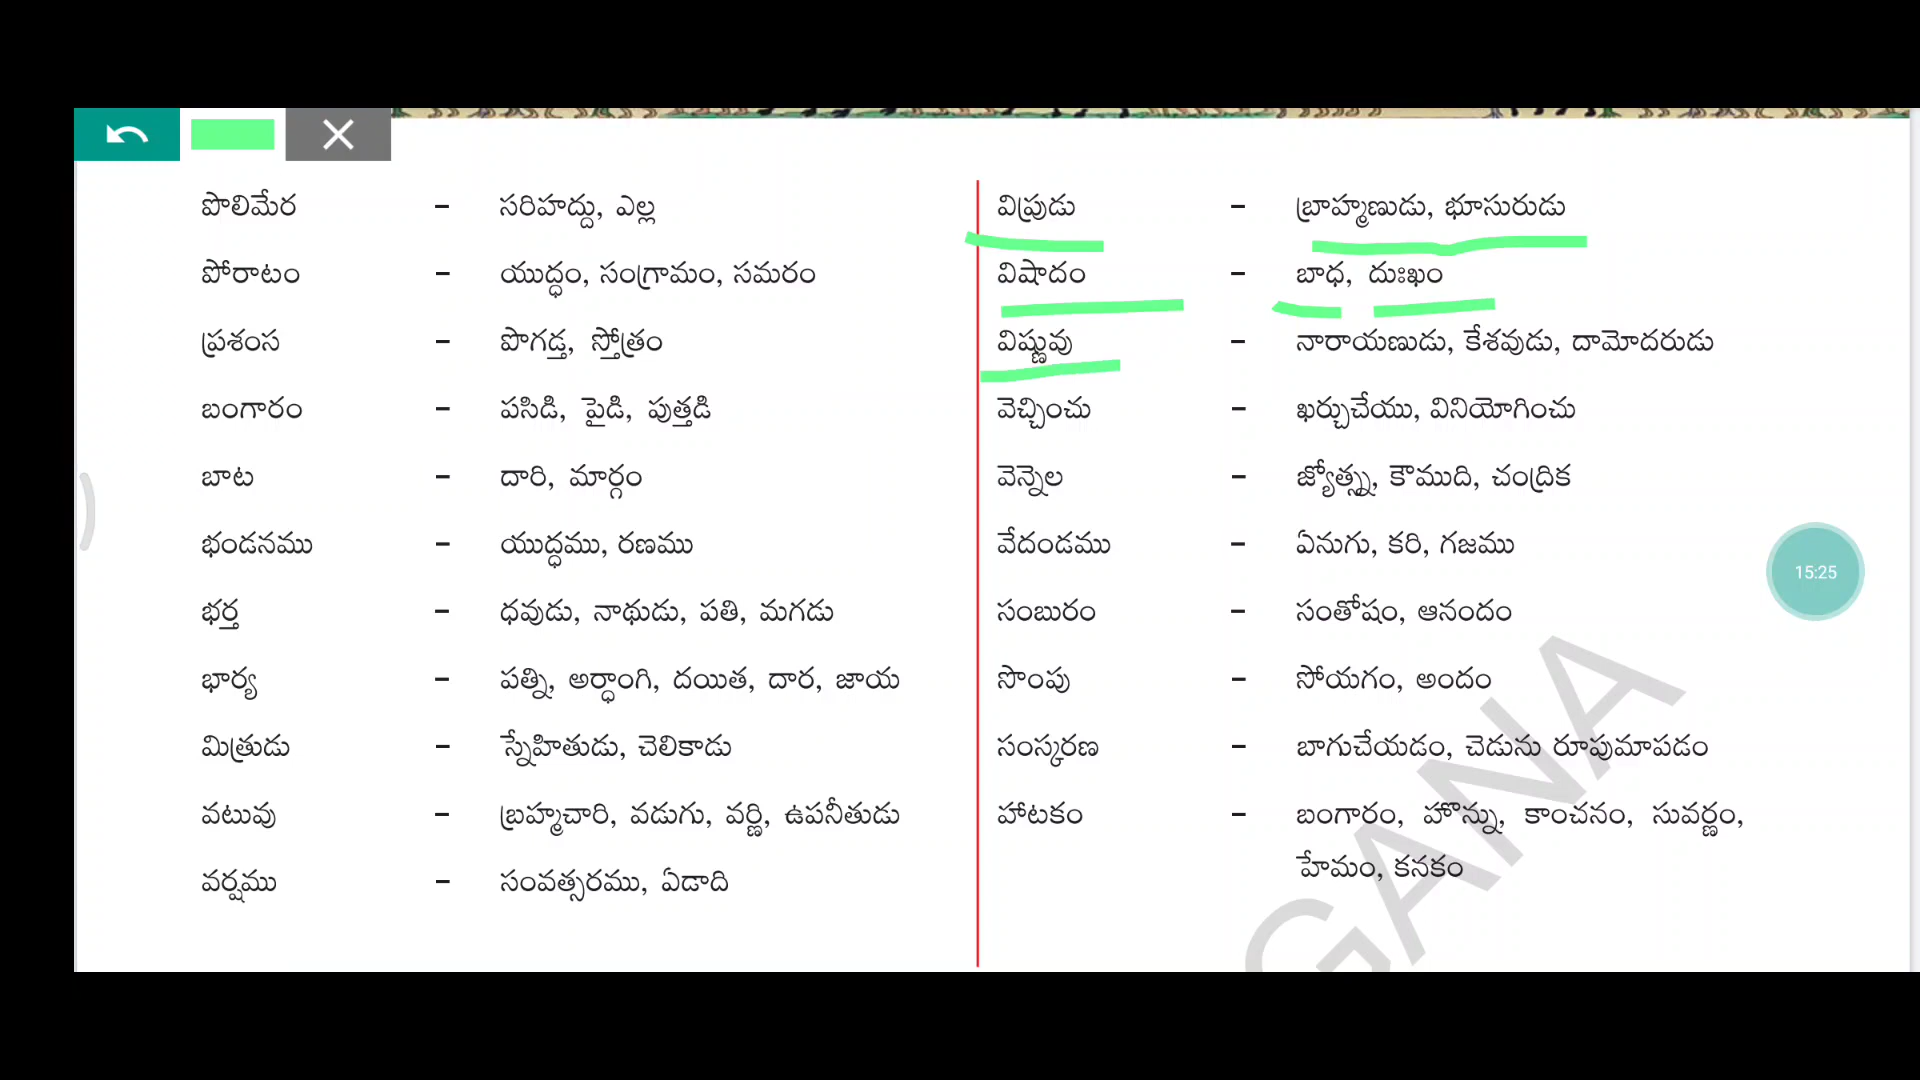 పొలిమేర – సరిహద్దు, ఎల్ల
పోరాటం – యుద్ధం, సంగ్రామం, సమరం
ప్రశంస – పొగడ్త, స్తోత్రం
బంగారం – పసిడి, పైడి, పుత్తడి
బాట – దారి, మార్గం
భండనము – యుద్ధము, రణము
భర్త – ధవుడు, నాథుడు, పతి, మగడు
భార్య – పత్ని, అర్ధాంగి, దయిత, దార, జాయ
మిత్రుడు – స్నేహితుడు, చెలికాడు
వటువు – బ్రహ్మచారి, వడుగు, వర్ణి, ఉపనీతుడు
వర్షము – సంవత్సరము, ఏడాది
విప్రుడు – బ్రాహ్మణుడు, భూసురుడు
విషాదం – బాధ, దుఃఖం
విష్ణువు – నారాయణుడు, కేశవుడు, దామోదరుడు
వెచ్చించు – ఖర్చుచేయు, వినియోగించు
వెన్నెల – జ్యోత్స్న, కౌముది, చంద్రిక
వేదండము – ఏనుగు, కరి, గజము
సంబురం – సంతోషం, ఆనందం
సొంపు – సోయగం, అందం
సంస్కరణ – బాగుచేయడం, చెడును రూపుమాపడం
హాటకం – బంగారం, హొన్ను, కాంచనం, సువర్ణం,
హేమం, కనకం
15:25
GANA